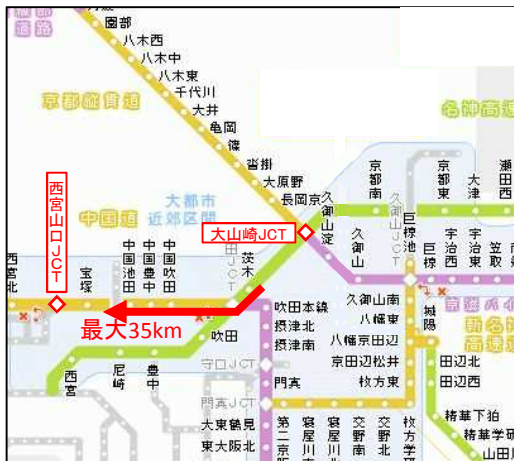 園部
八木西
八木中
八木東
千代川
大井
亀岡
篠
沓掛
大原野
長岡京
京都縦貫道
名神高速道
久御山淀
京都南
久御山JCT
巨椋池
京都東
大津
瀬田西
大都市
近郊区間
大山崎JCT
西宮山口JCT
中国道
西宮北
宝塚
中国池田
中国豊中
中国吹田
茨木
久御山
巨椋
宇治西
宇治東
笠取
京滋バイ
最大35km
吹田
吹田本線
摂津北
摂津南
守口JCT
門真
門真JCT
大東鶴見
東大阪北
西宮
尼崎
豊中
久御山南
八幡東
八幡京田辺
京田辺松井
枚方東
城陽
新名神
高速道
田辺北
田辺西
精華下狛
精華学研
山田川
第二京阪
寝屋川南
寝屋川北
交野南
交野北
枚方学研